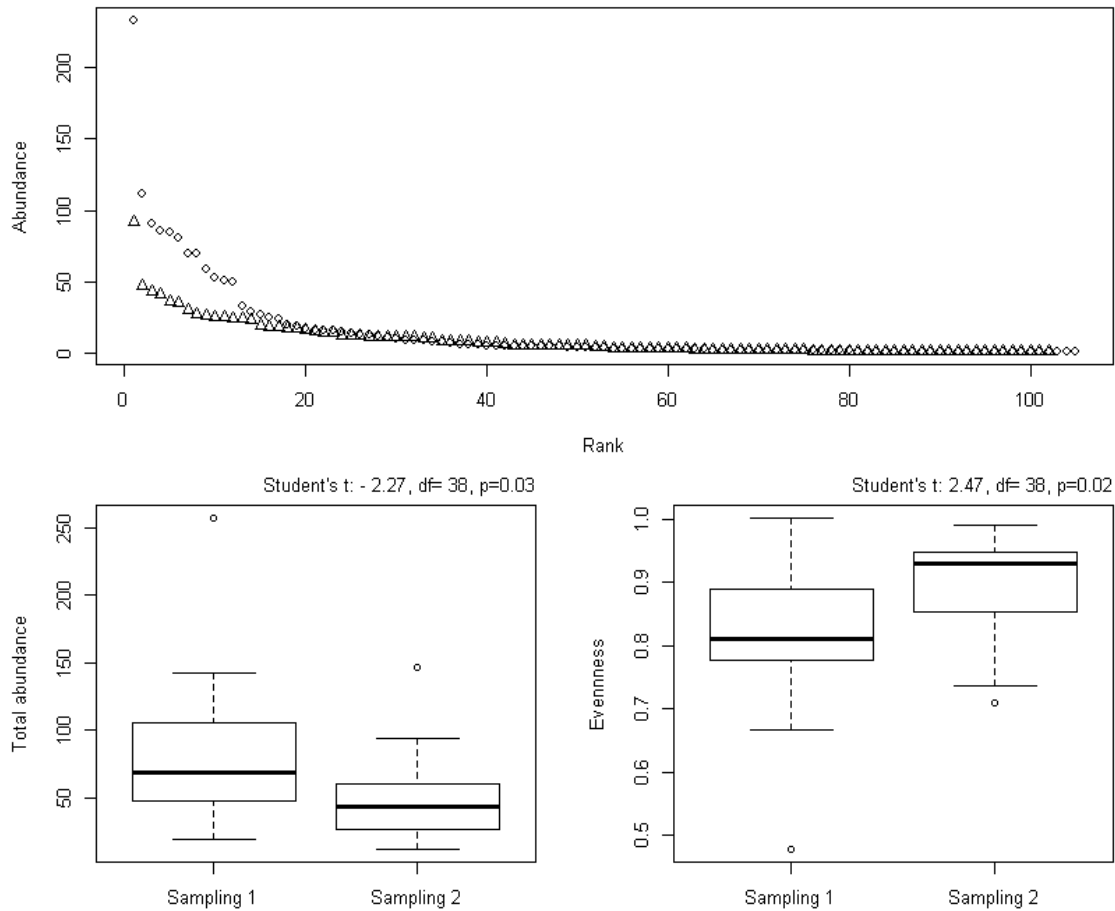 Abundance
0
50
100
150
200
0 20 40 60 80 100
Rank
Student's t: - 2.27, df= 38, p=0.03
Total abundance
50
100
150
200
250
Sampling 1 Sampling 2
Student's t: 2.47, df= 38, p=0.02
Evennness
0.5
0.6
0.7
0.8
0.9
1.0
Sampling 1 Sampling 2